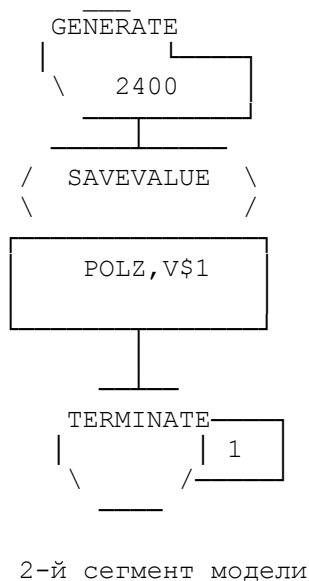 GENERATE
2400
SAVEVALUE
POLZ,V$1
TERMINATE
1
2-й сегмент модели